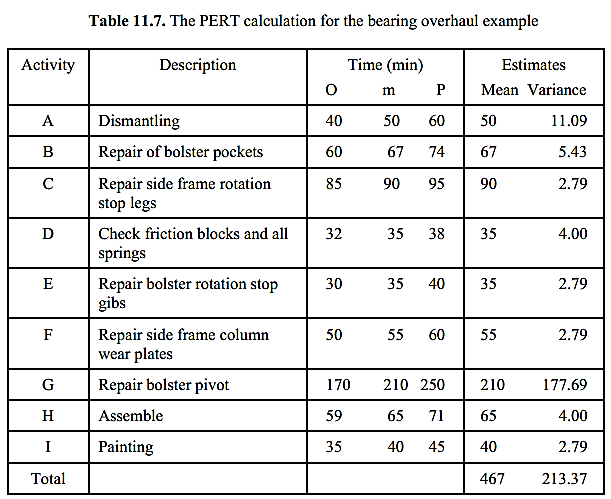 Table 11.7. The PERT calculation for the bearing overhaul example
Activity Description Time (min) Estimates
O m P Mean Variance
A Dismantling 40 50 60 50 11.09
B Repair of bolster pockets 60 67 74 67 5.43
C Repair side frame rotation 85 90 95 90 2.79
stop legs
D Check friction blocks and all 32 35 38 35 4.00
springs
E Repair bolster rotation stop 30 35 40 35 2.79
gibs
F Repair side frame column 50 55 60 55 2.79
wear plates
G Repair bolster pivot 170 210 250 210 177.69
H Assemble 59 65 71 65 4.00
I Painting 35 40 45 40 2.79
Total 467 213.37